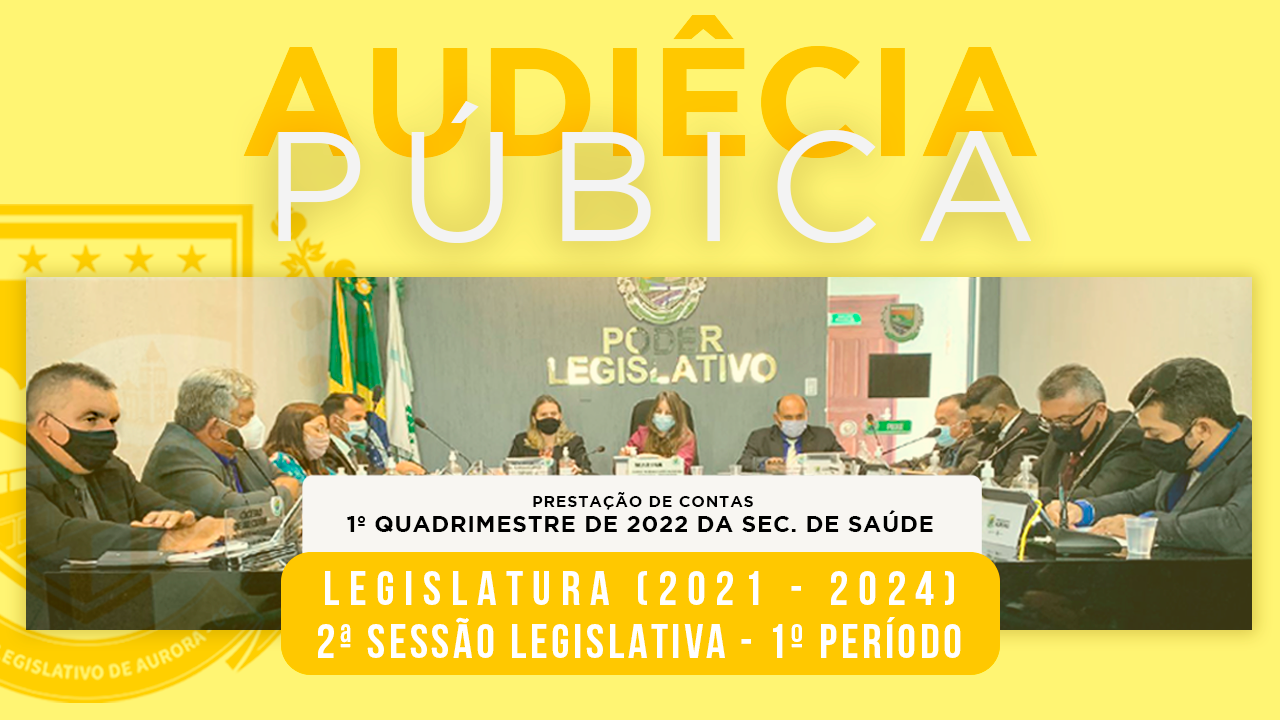 AUDIÊCIA
PÚBICA
PODER
LEGISLATIVO
PRESTAÇÃO DE CONTAS
1º QUADRIMESTRE DE 2022 DA SEC. DE SAÚDE
LEGISLATURA (2021 - 2024)
2ª SESSÃO LEGISLATIVA - 1º PERÍODO
EGISLATIVO DE AURORA